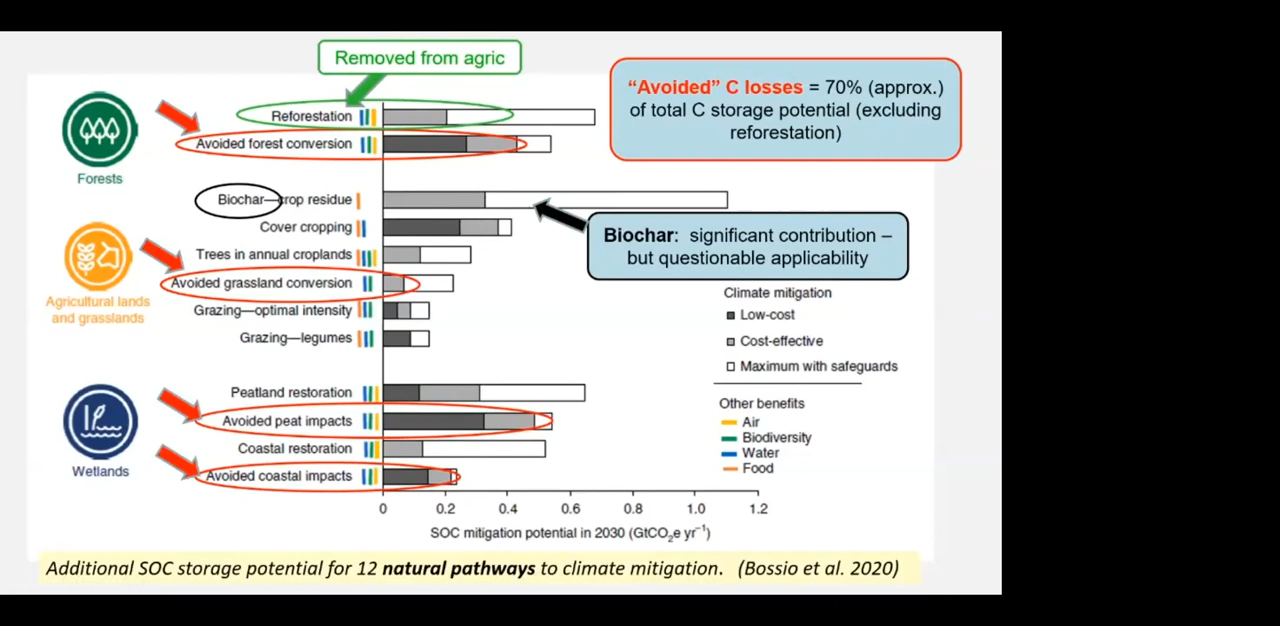 Removed from agric
"Avoided" C losses = 70% (approx.)
of total C storage potential (excluding
reforestation)
Reforestation
Avoided forest conversion
Forests
Biochar—crop residue
Cover cropping
Trees in annual croplands
Avoided grassland conversion
Grazing—optimal intensity
Grazing—legumes
Agricultural lands
and grasslands
Biochar: significant contribution –
but questionable applicability
Climate mitigation
Low-cost
Cost-effective
Maximum with safeguards
Other benefits
Air
Biodiversity
Water
Food
Peatland restoration
Avoided peat impacts
Coastal restoration
Avoided coastal impacts
Wetlands
0 0.2 0.4 0.6 0.8 1.0 1.2
SOC mitigation potential in 2030 (GtCO₂e yr⁻¹)
Additional SOC storage potential for 12 natural pathways to climate mitigation. (Bossio et al. 2020)